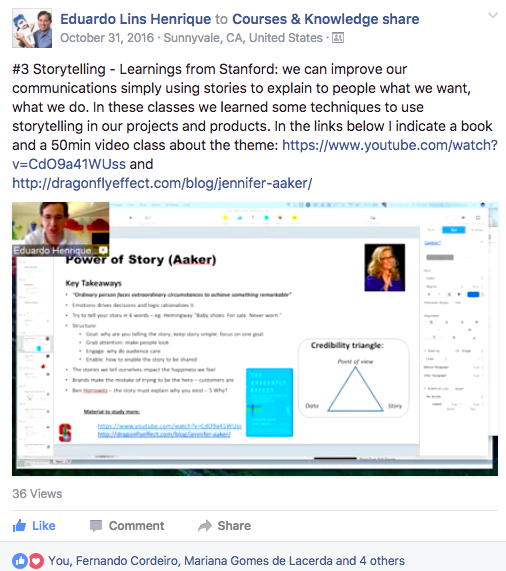 Eduardo Lins Henrique to Courses & Knowledge share
October 31, 2016 · Sunnyvale, CA, United States ·
#3 Storytelling - Learnings from Stanford: we can improve our
communications simply using stories to explain to people what we want,
what we do. In these classes we learned some techniques to use
storytelling in our projects and products. In the links below I indicate a book
and a 50min video class about the theme: https://www.youtube.com/watch?
v=CdO9a41WUss and
http://dragonflyeffect.com/blog/jennifer-aaker/
Eduardo Henrique
Power of Story (Aaker)
Key Takeaways
• "Ordinary person faces extraordinary circumstances to achieve something remarkable"
• Emotions drives decisions and logic rationalizes it
• Try to tell your story in 6 words – eg. Hemingway "Baby shoes. For sale. Never worn."
• Structure
• Goal: why are you telling the story; keep story simple; focus on one goal
• Grab attention: make people look
• Engage: why do audience care
• Enable: how to enable the story to be shared
• The stories we tell ourselves impact the happiness we feel
• Brands make the mistake of trying to be the hero – customers are
• Ben Horrowitz – the story must explain why you exist – 5 Why?
Material to study more:
https://www.youtube.com/watch?v=CdO9a41WUss
http://dragonflyeffect.com/blog/jennifer-aaker/
THE DRAGONFLY EFFECT
Credibility triangle:
Point of view
Data
Story
36 Views
Like
Comment
Share
You, Fernando Cordeiro, Mariana Gomes de Lacerda and 4 others